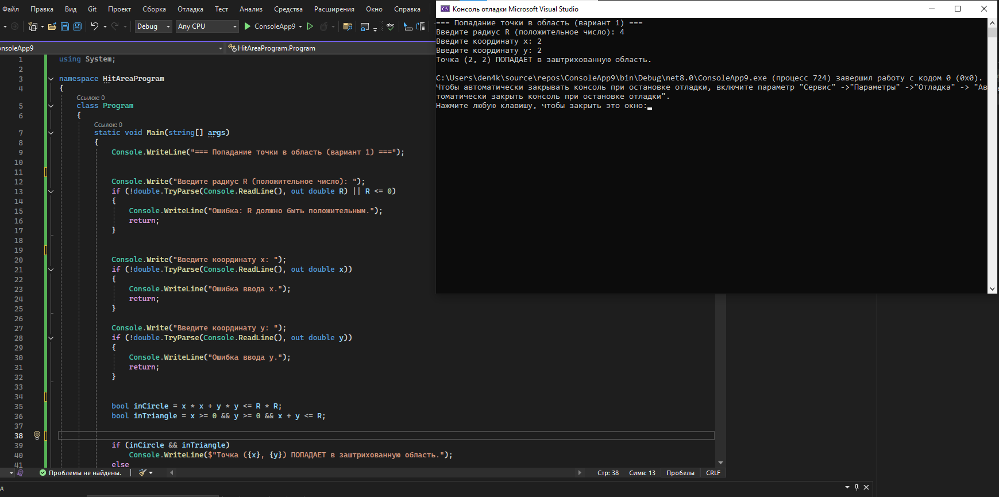 Файл Правка Вид Git Проект Сборка Отладка Тест Анализ Средства Расширения Окно Справка
Debug Any CPU ConsoleApp9
onsoleApp9 HitAreaProgram.Program
1 using System;
2
3 namespace HitAreaProgram
4 {
Ссылок: 0
5 class Program
6 {
Ссылок: 0
7 static void Main(string[] args)
8 {
9 Console.WriteLine("=== Попадание точки в область (вариант 1) ===");
10
11
12 Console.Write("Введите радиус R (положительное число): ");
13 if (!double.TryParse(Console.ReadLine(), out double R) || R <= 0)
14 {
15 Console.WriteLine("Ошибка: R должно быть положительным.");
16 return;
17 }
18
19
20 Console.Write("Введите координату x: ");
21 if (!double.TryParse(Console.ReadLine(), out double x))
22 {
23 Console.WriteLine("Ошибка ввода x.");
24 return;
25 }
26
27 Console.Write("Введите координату y: ");
28 if (!double.TryParse(Console.ReadLine(), out double y))
29 {
30 Console.WriteLine("Ошибка ввода y.");
31 return;
32 }
33
34
35 bool inCircle = x * x + y * y <= R * R;
36 bool inTriangle = x >= 0 && y >= 0 && x + y <= R;
37
38
39 if (inCircle && inTriangle)
40 Console.WriteLine($"Точка ({x}, {y}) ПОПАДАЕТ в заштрихованную область.");
41 else
Проблемы не найдены. Стр: 38 Симв: 13 Пробелы CRLF
д
Консоль отладки Microsoft Visual Studio
=== Попадание точки в область (вариант 1) ===
Введите радиус R (положительное число): 4
Введите координату x: 2
Введите координату y: 2
Точка (2, 2) ПОПАДАЕТ в заштрихованную область.
C:\Users\den4k\source\repos\ConsoleApp9\bin\Debug\net8.0\ConsoleApp9.exe (процесс 724) завершил работу с кодом 0 (0x0).
Чтобы автоматически закрывать консоль при остановке отладки, включите параметр "Сервис" ->"Параметры" ->"Отладка" -> "Ав
томатически закрыть консоль при остановке отладки".
Нажмите любую клавишу, чтобы закрыть это окно: